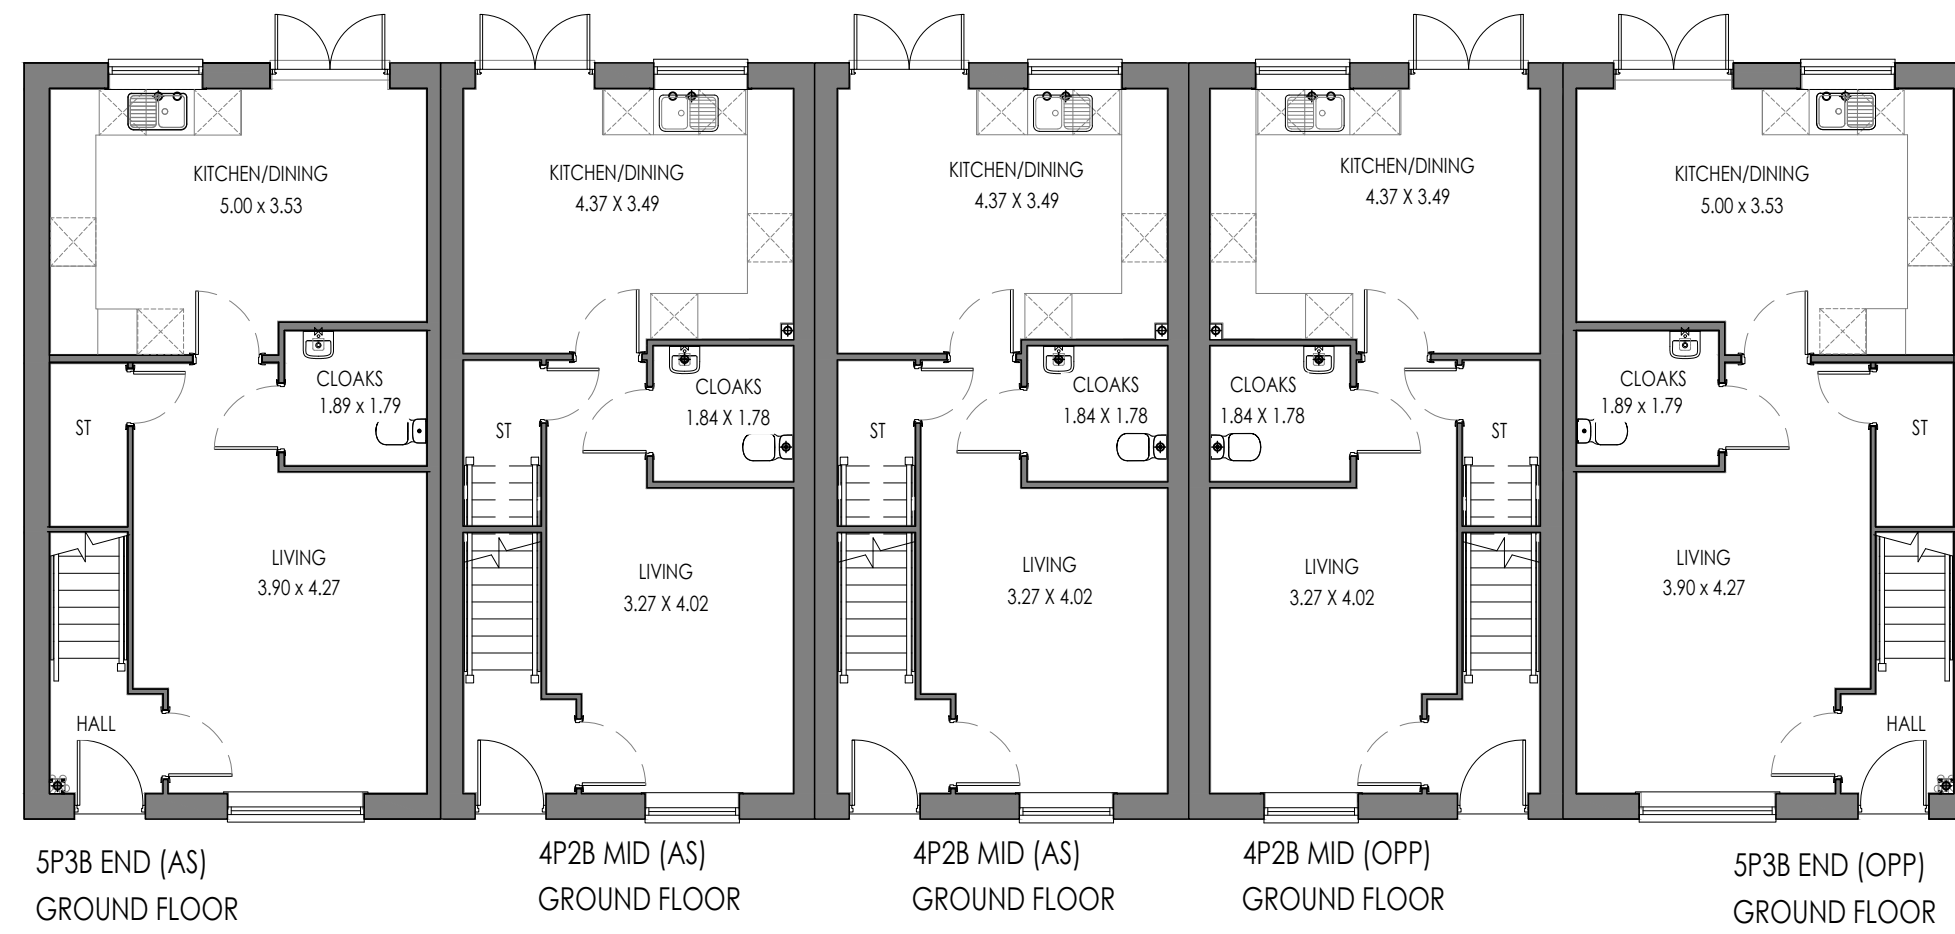 KITCHEN/DINING
5.00 x 3.53
CLOAKS
1.89 x 1.79
ST
LIVING
3.90 x 4.27
HALL
5P3B END (AS)
GROUND FLOOR
KITCHEN/DINING
4.37 X 3.49
CLOAKS
1.84 X 1.78
ST
LIVING
3.27 X 4.02
4P2B MID (AS)
GROUND FLOOR
KITCHEN/DINING
4.37 X 3.49
CLOAKS
1.84 X 1.78
ST
LIVING
3.27 X 4.02
4P2B MID (AS)
GROUND FLOOR
KITCHEN/DINING
4.37 X 3.49
CLOAKS
1.84 X 1.78
ST
LIVING
3.27 X 4.02
4P2B MID (OPP)
GROUND FLOOR
KITCHEN/DINING
5.00 x 3.53
CLOAKS
1.89 x 1.79
ST
LIVING
3.90 x 4.27
HALL
5P3B END (OPP)
GROUND FLOOR